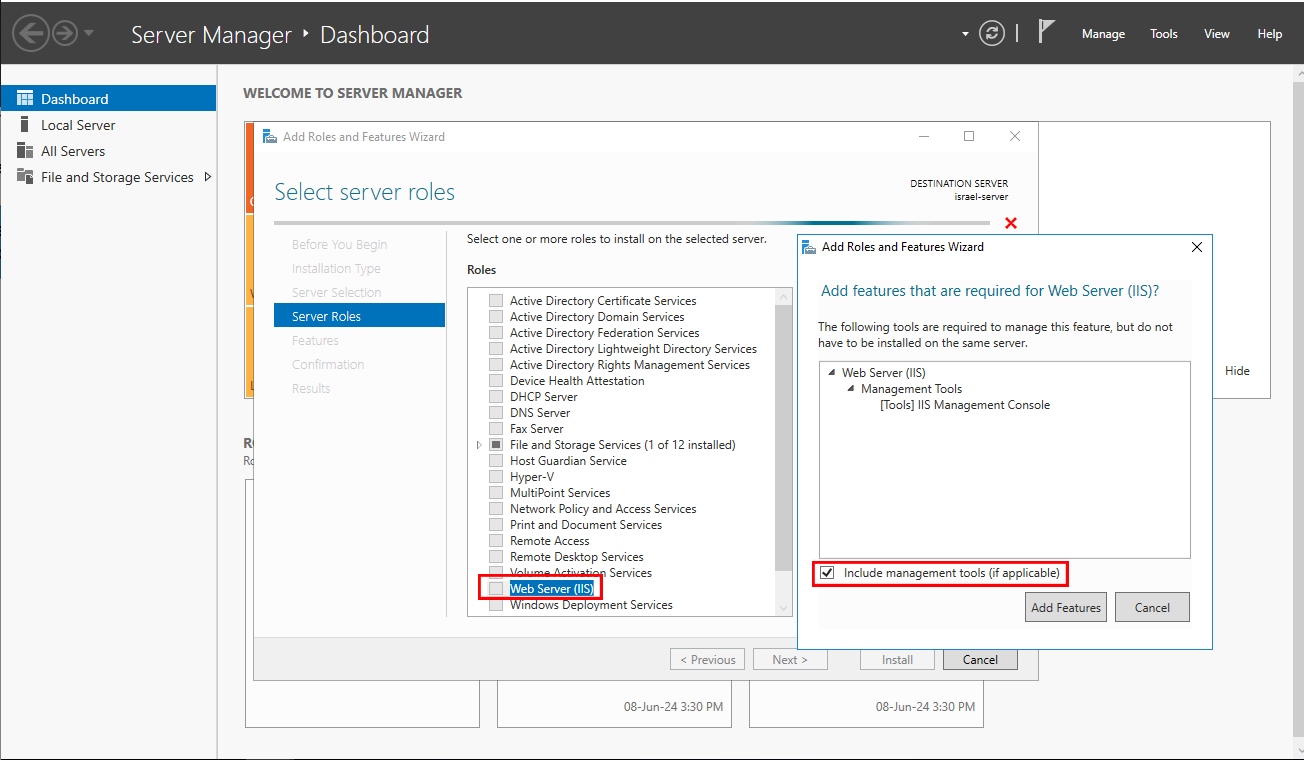 Server Manager ‣ Dashboard
Manage
Tools
View
Help
Dashboard
Local Server
All Servers
File and Storage Services
WELCOME TO SERVER MANAGER
Add Roles and Features Wizard
Select server roles
DESTINATION SERVER
israel-server
Before You Begin
Installation Type
Server Selection
Server Roles
Features
Confirmation
Results
Select one or more roles to install on the selected server.
Roles
Active Directory Certificate Services
Active Directory Domain Services
Active Directory Federation Services
Active Directory Lightweight Directory Services
Active Directory Rights Management Services
Device Health Attestation
DHCP Server
DNS Server
Fax Server
File and Storage Services (1 of 12 installed)
Host Guardian Service
Hyper-V
MultiPoint Services
Network Policy and Access Services
Print and Document Services
Remote Access
Remote Desktop Services
Volume Activation Services
Web Server (IIS)
Windows Deployment Services
< Previous
Next >
Install
Cancel
Add Roles and Features Wizard
Add features that are required for Web Server (IIS)?
The following tools are required to manage this feature, but do not
have to be installed on the same server.
Web Server (IIS)
Management Tools
[Tools] IIS Management Console
Include management tools (if applicable)
Add Features
Cancel
Hide
08-Jun-24 3:30 PM
08-Jun-24 3:30 PM